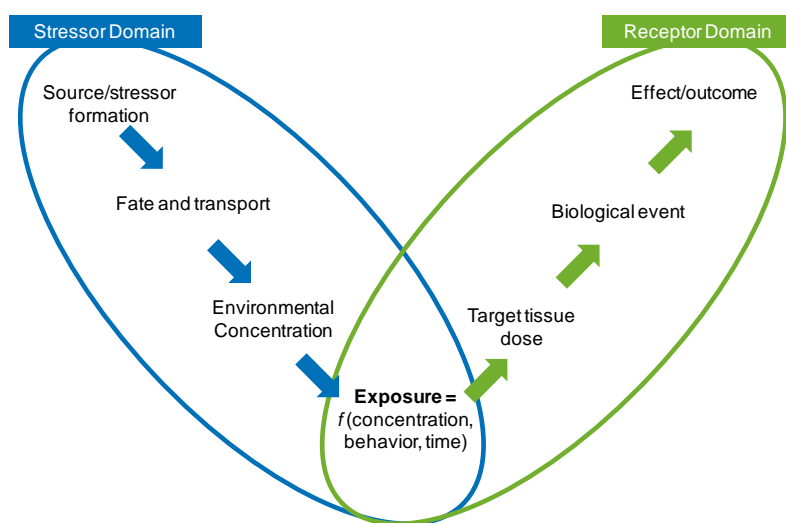 Stressor Domain
Receptor Domain
Source/stressor
formation
Effect/outcome
Fate and transport
Biological event
Environmental
Concentration
Target tissue
dose
Exposure =
f (concentration,
behavior, time)